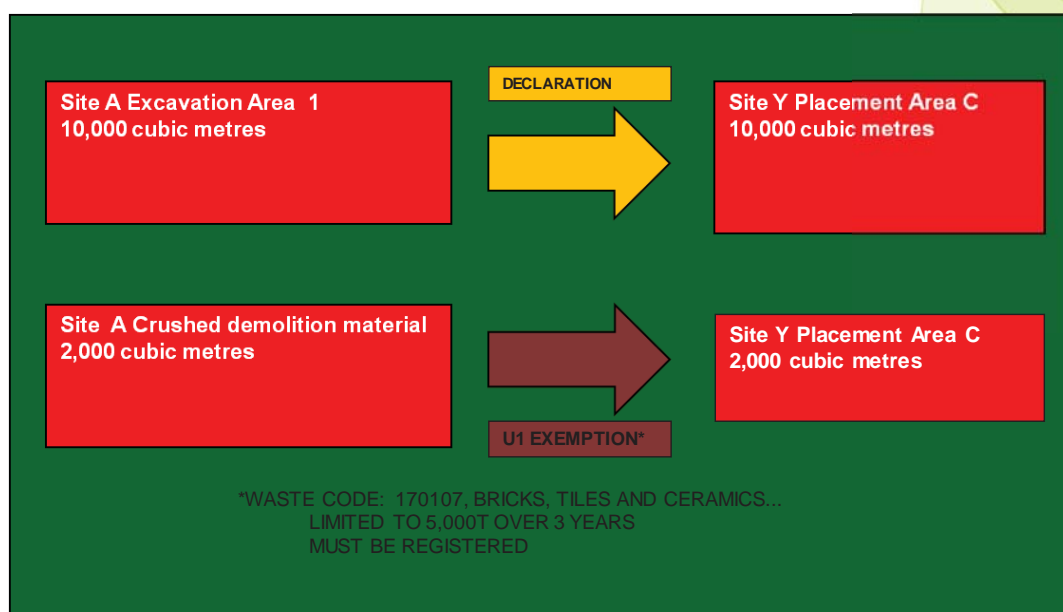 Site A Excavation Area 1
10,000 cubic metres
DECLARATION
Site Y Placement Area C
10,000 cubic metres
Site A Crushed demolition material
2,000 cubic metres
U1 EXEMPTION*
Site Y Placement Area C
2,000 cubic metres
*WASTE CODE: 170107, BRICKS, TILES AND CERAMICS...
LIMITED TO 5,000T OVER 3 YEARS
MUST BE REGISTERED